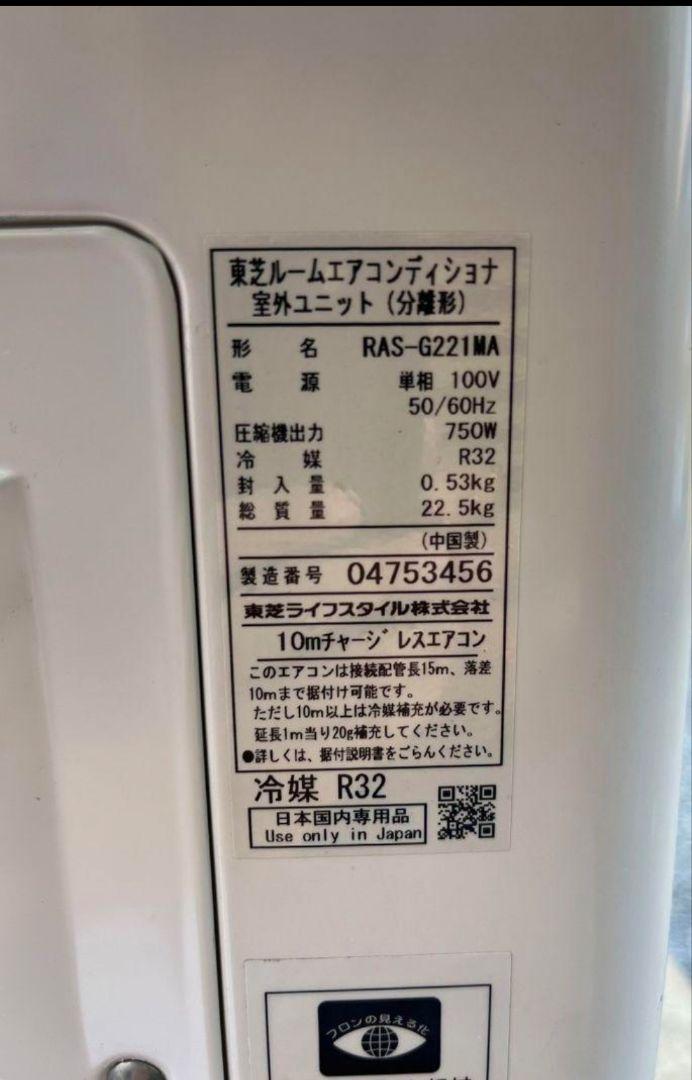 東芝ルームエアコンディショナ
室外ユニット(分離形)
形名 RAS-G221MA
電源 単相 100V
50/60Hz
圧縮機出力 750W
冷媒 R32
封入量 0.53kg
総質量 22.5kg
(中国製)
製造番号 04753456
東芝ライフスタイル株式会社
10mチャージレスエアコン
このエアコンは接続配管長15m、落差
10mまで据付け可能です。
ただし10m以上は冷媒補充が必要です。
延長1m当り20g補充してください。
●詳しくは、据付説明書をごらんください。
冷媒 R32
日本国内専用品
Use only in Japan
フロンの見える化